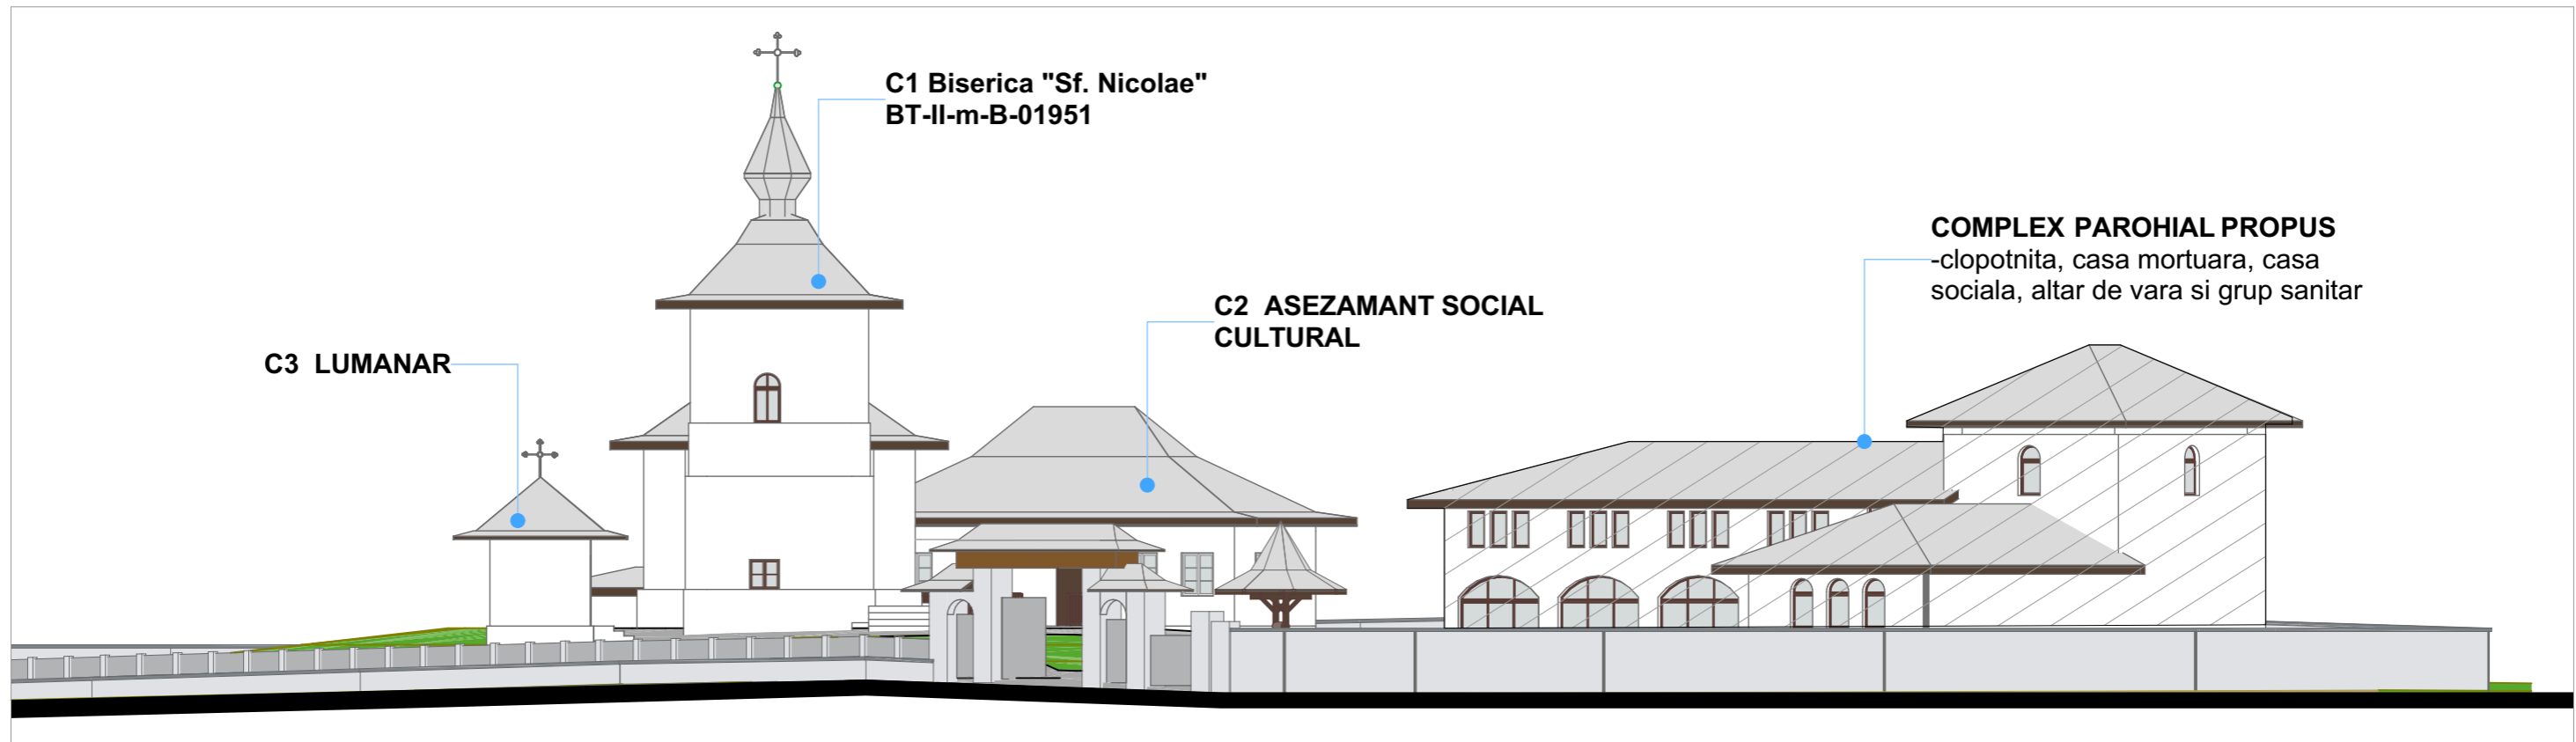 C1 Biserica "Sf. Nicolae"
BT-II-m-B-01951
COMPLEX PAROHIAL PROPUS
-clopotnita, casa mortuara, casa
sociala, altar de vara si grup sanitar
C2 ASEZAMANT SOCIAL
CULTURAL
C3 LUMANAR